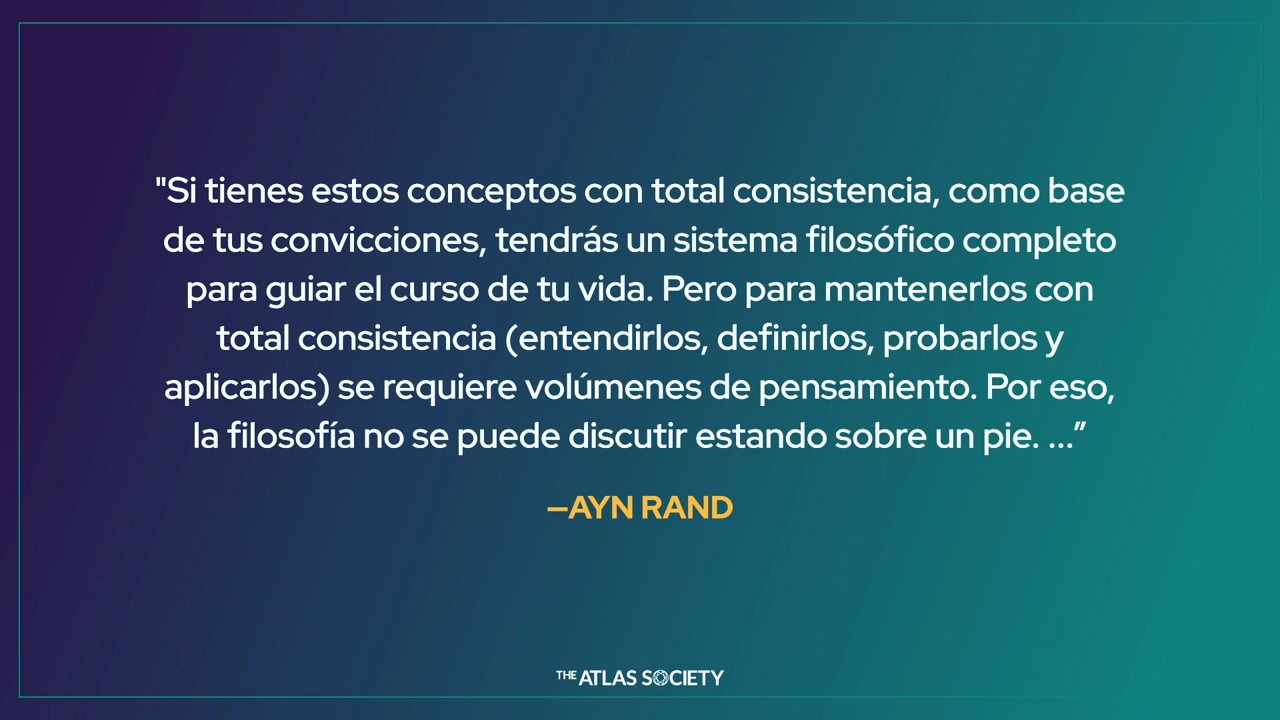 "Si tienes estos conceptos con total consistencia, como base
de tus convicciones, tendrás un sistema filosófico completo
para guiar el curso de tu vida. Pero para mantenerlos con
total consistencia (entendirlos, definirlos, probarlos y
aplicarlos) se requiere volúmenes de pensamiento. Por eso,
la filosofía no se puede discutir estando sobre un pie. ...”
—AYN RAND
THE ATLAS SOCIETY